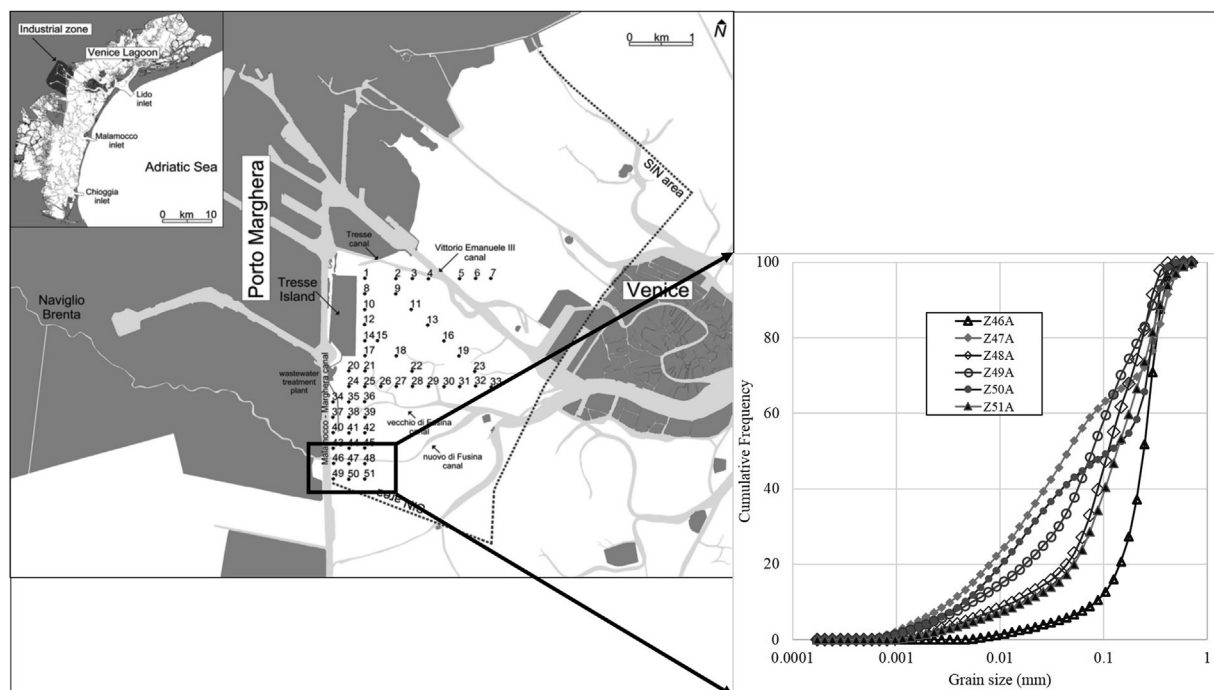 Industrial zone
Venice Lagoon
Lido
inlet
Malamocco
inlet
Adriatic Sea
Chioggia
inlet
0 km 10
0 km 1
N
SIN area
Porto Marghera
Tresse
canal
Vittorio Emanuele III
canal
Tresse
Island
Venice
Naviglio
Brenta
wastewater
treatment
plant
Malamocco - Marghera canal
1 2 3 4 5 6 7
8 9
10 11
12 13
14 15 16
17 18 19
20 21 22 23
24 25 26 27 28 29 30 31 32 33
34 35 36
37 38 39
vecchio di Fusina
canal
40 41 42
43 44 45
nuovo di Fusina
canal
46 47 48
49 50 51
SIN area
Cumulative Frequency
100
80
60
40
20
0
Z46A
Z47A
Z48A
Z49A
Z50A
Z51A
0.0001 0.001 0.01 0.1 1
Grain size (mm)